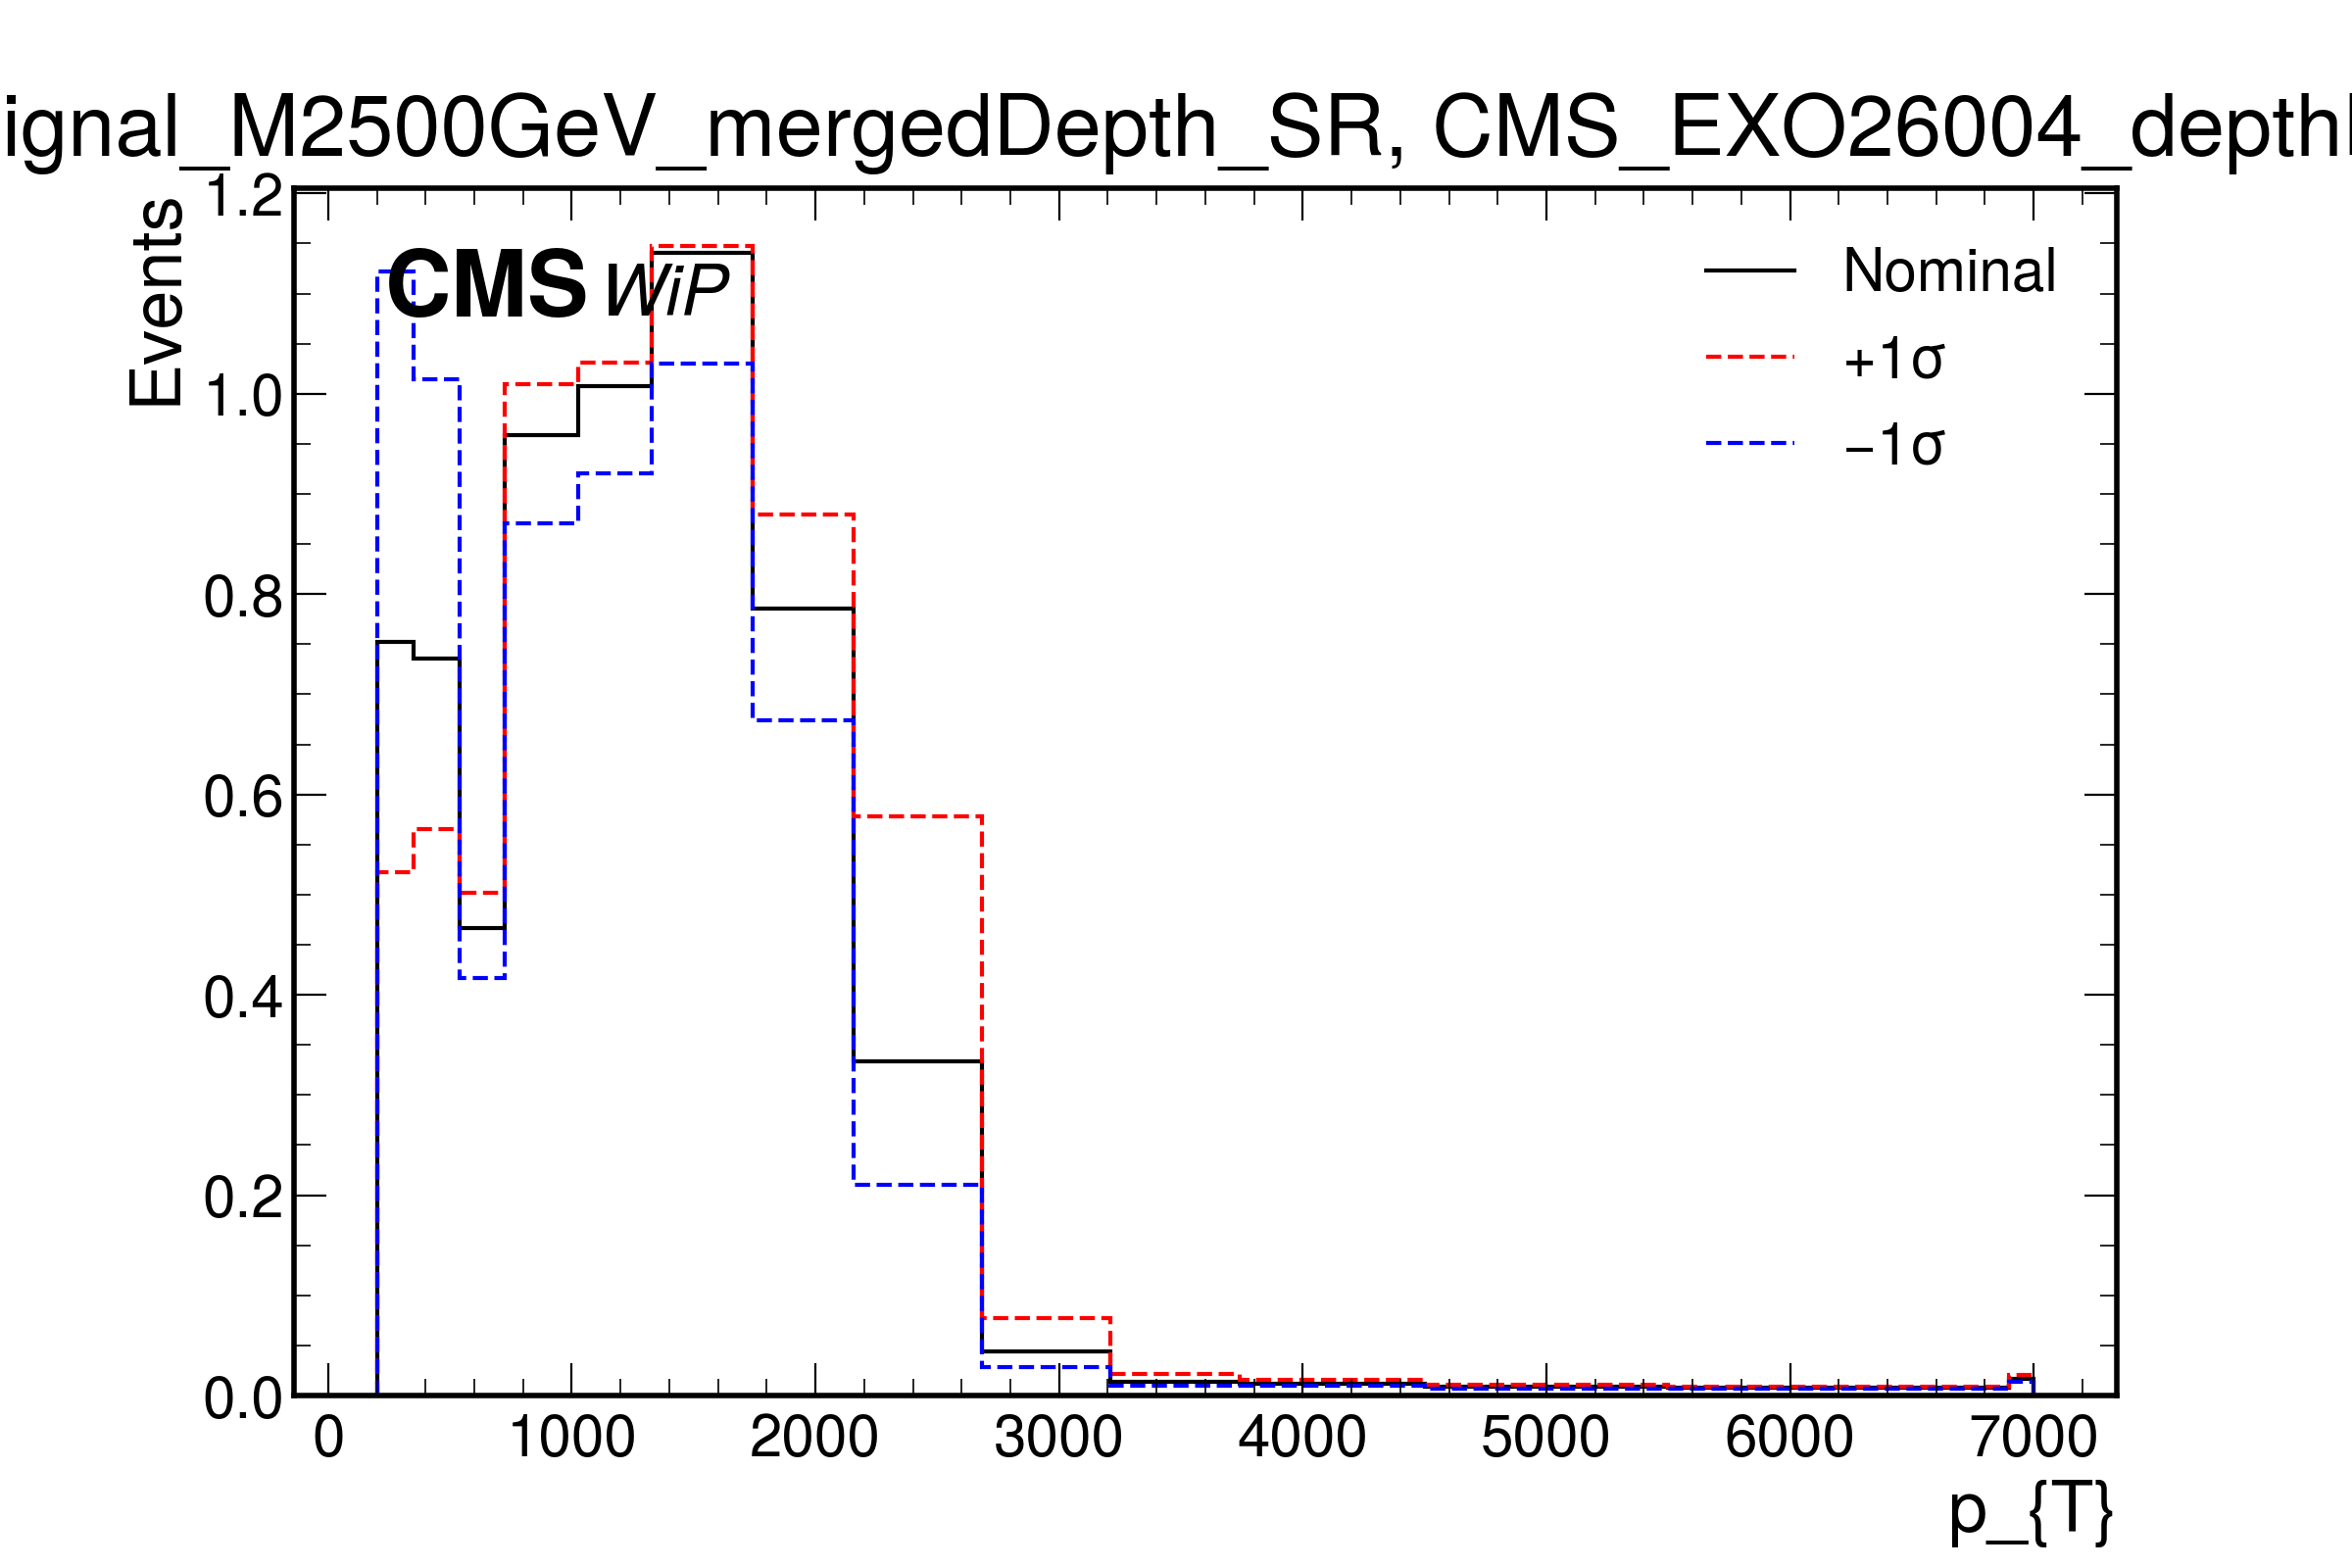 ignal_M2500GeV_mergedDepth_SR, CMS_EXO26004_depth
Events
1.2
1.0
0.8
0.6
0.4
0.2
0.0
CMS WiP
Nominal
+1σ
−1σ
0 1000 2000 3000 4000 5000 6000 7000
p_{T}